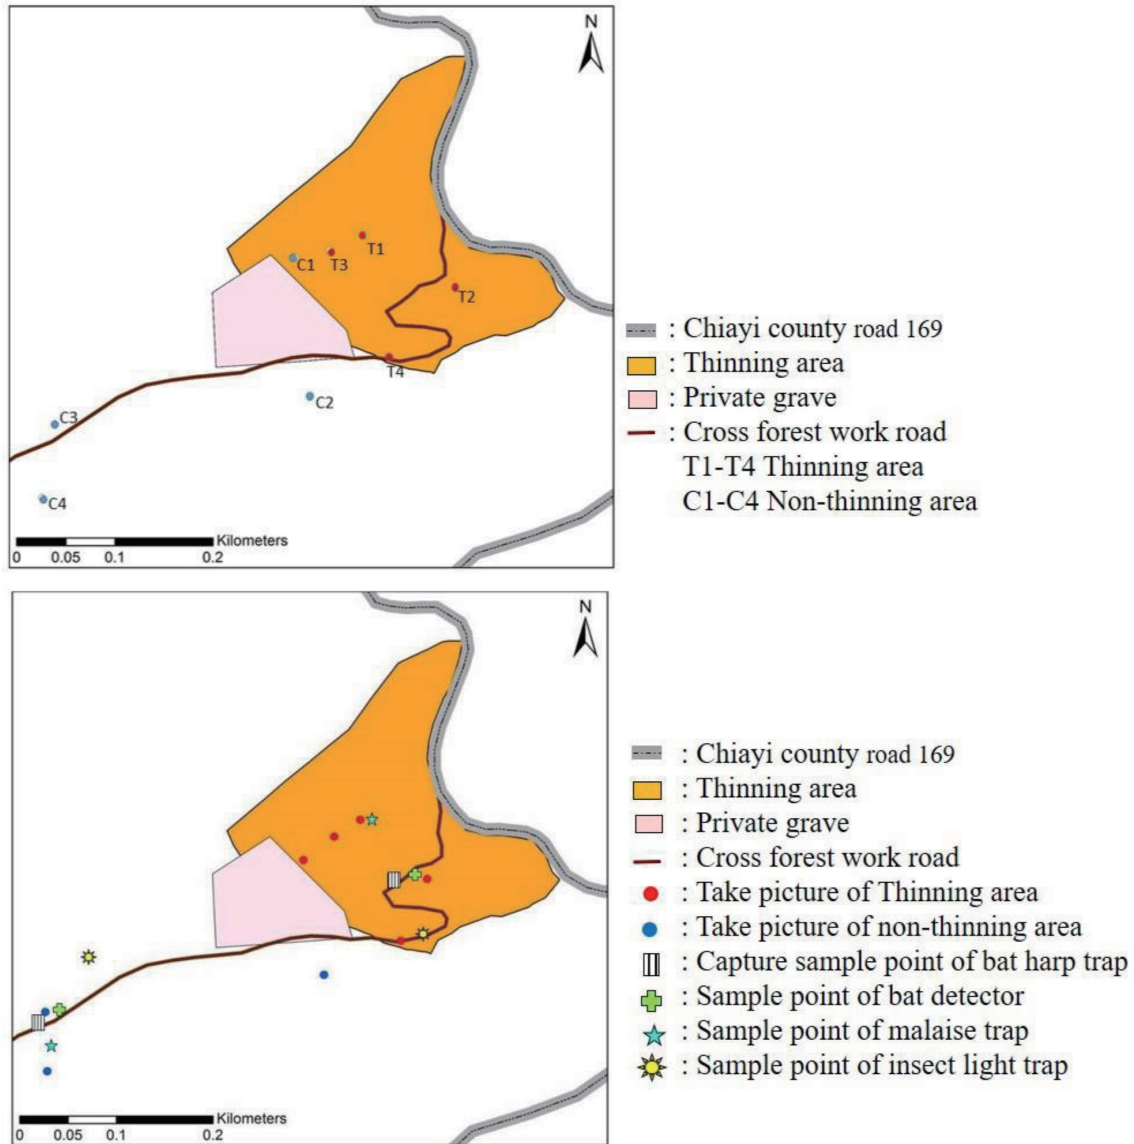 N
T1
C1
T3
T2
T4
C2
C3
C4
Kilometers
0 0.05 0.1 0.2
: Chiayi county road 169
: Thinning area
: Private grave
: Cross forest work road
T1-T4 Thinning area
C1-C4 Non-thinning area
N
Kilometers
0 0.05 0.1 0.2
: Chiayi county road 169
: Thinning area
: Private grave
: Cross forest work road
: Take picture of Thinning area
: Take picture of non-thinning area
: Capture sample point of bat harp trap
: Sample point of bat detector
: Sample point of malaise trap
: Sample point of insect light trap